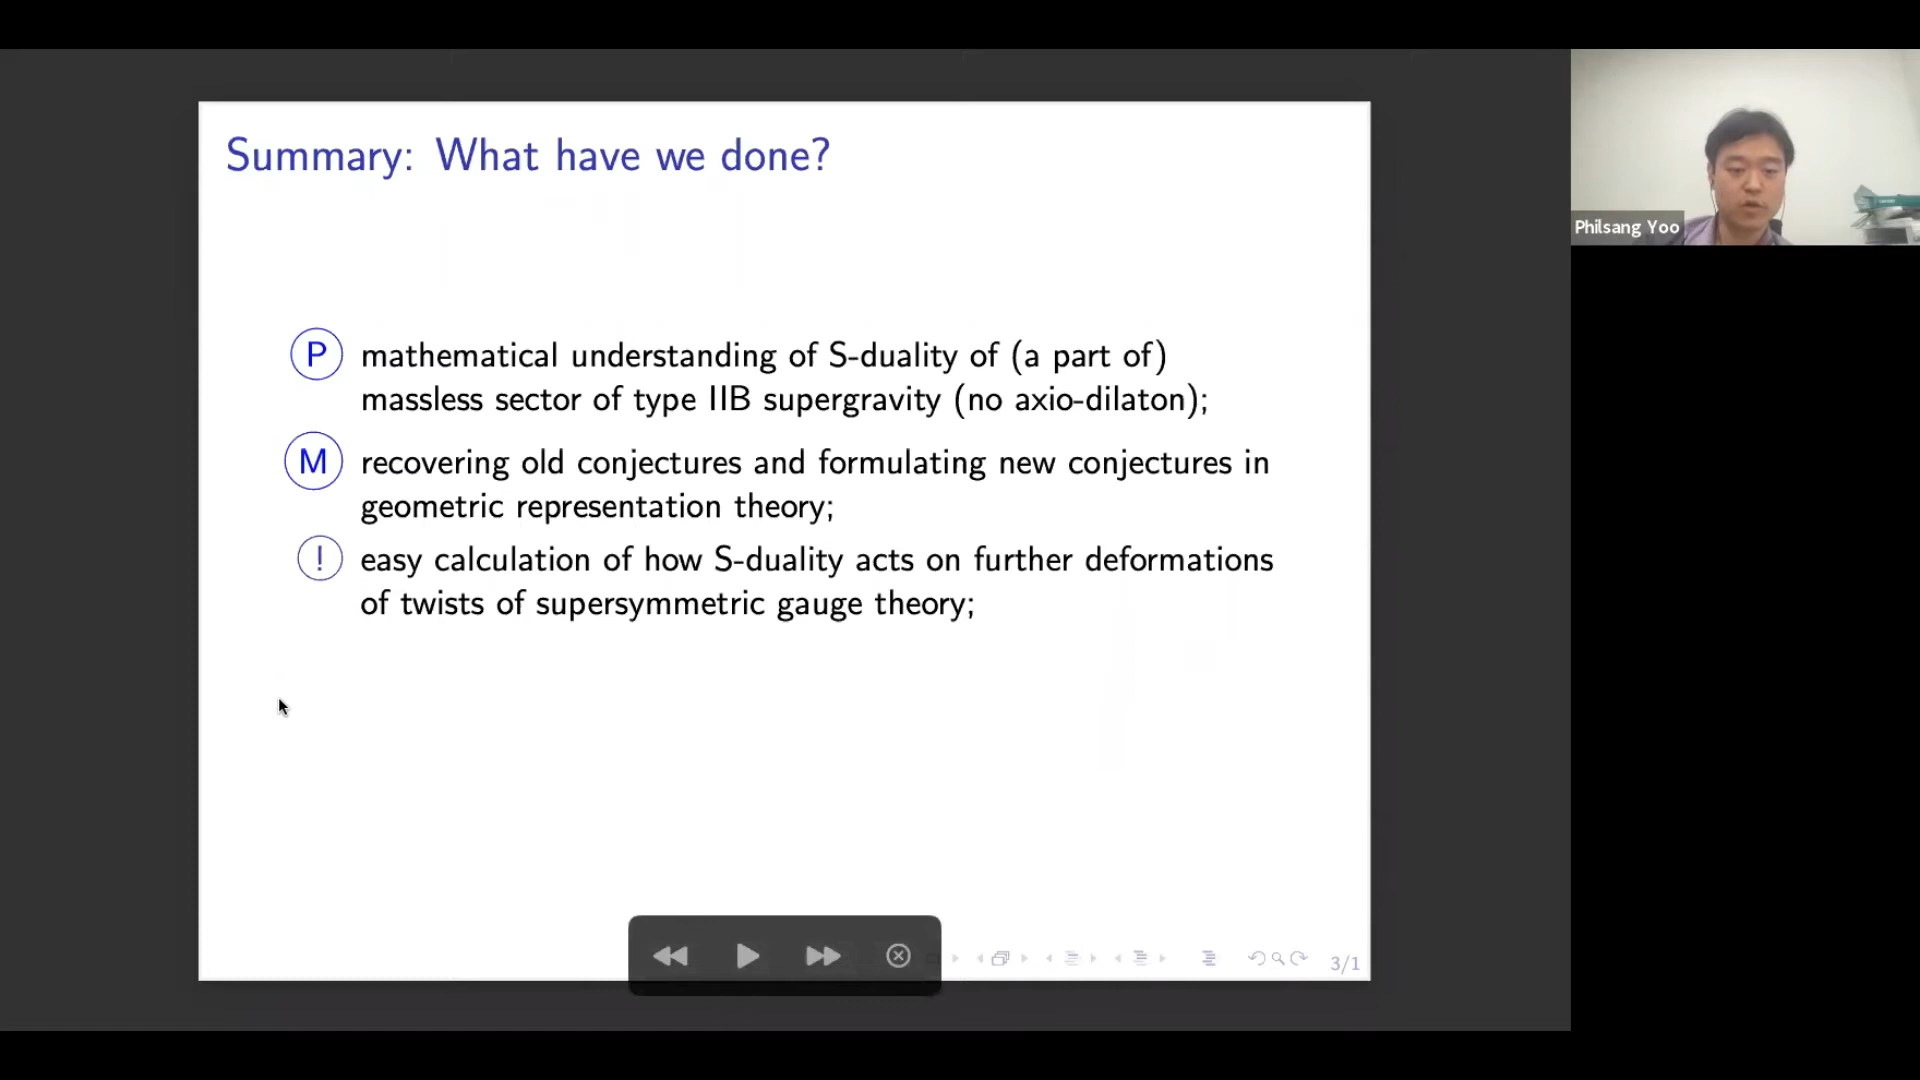 Summary: What have we done?
P mathematical understanding of S-duality of (a part of)
massless sector of type IIB supergravity (no axio-dilaton);
M recovering old conjectures and formulating new conjectures in
geometric representation theory;
! easy calculation of how S-duality acts on further deformations
of twists of supersymmetric gauge theory;
3/1
Philsang Yoo